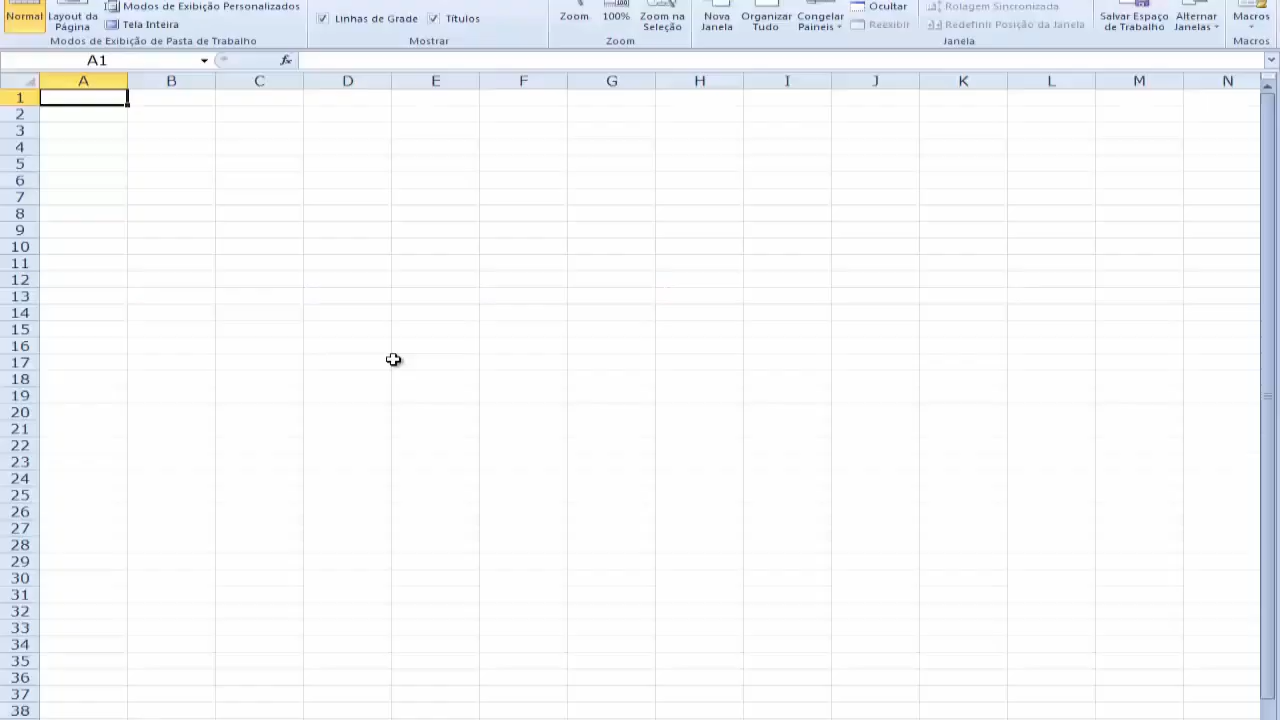 Normal Layout da Página Modos de Exibição Personalizados
Tela Inteira
Modos de Exibição de Pasta de Trabalho
Linhas de Grade Títulos
Mostrar
Zoom 100% Zoom na Seleção
Zoom
Nova Janela Organizar Tudo Congelar Painéis Ocultar
Reexibir
Rolagem Sincronizada
Redefinir Posição da Janela
Salvar Espaço de Trabalho Alternar Janelas
Janela
Macros
Macros
A1 fx
A B C D E F G H I J K L M N
1
2
3
4
5
6
7
8
9
10
11
12
13
14
15
16
17
18
19
20
21
22
23
24
25
26
27
28
29
30
31
32
33
34
35
36
37
38